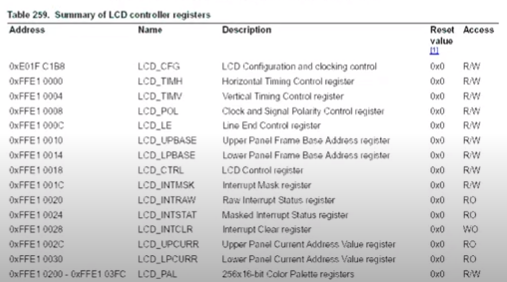 Table 259. Summary of LCD controller registers
Address Name Description Reset value [1] Access
0xE01F C1B8 LCD_CFG LCD Configuration and clocking control 0x0 R/W
0xFFE1 0000 LCD_TIMH Horizontal Timing Control register 0x0 R/W
0xFFE1 0004 LCD_TIMV Vertical Timing Control register 0x0 R/W
0xFFE1 0008 LCD_POL Clock and Signal Polarity Control register 0x0 R/W
0xFFE1 000C LCD_LE Line End Control register 0x0 R/W
0xFFE1 0010 LCD_UPBASE Upper Panel Frame Base Address register 0x0 R/W
0xFFE1 0014 LCD_LPBASE Lower Panel Frame Base Address register 0x0 R/W
0xFFE1 0018 LCD_CTRL LCD Control register 0x0 R/W
0xFFE1 001C LCD_INTMSK Interrupt Mask register 0x0 R/W
0xFFE1 0020 LCD_INTRAW Raw Interrupt Status register 0x0 RO
0xFFE1 0024 LCD_INTSTAT Masked Interrupt Status register 0x0 RO
0xFFE1 0028 LCD_INTCLR Interrupt Clear register 0x0 WO
0xFFE1 002C LCD_UPCURR Upper Panel Current Address Value register 0x0 RO
0xFFE1 0030 LCD_LPCURR Lower Panel Current Address Value register 0x0 RO
0xFFE1 0200 - 0xFFE1 03FC LCD_PAL 256x16-bit Color Palette registers 0x0 R/W